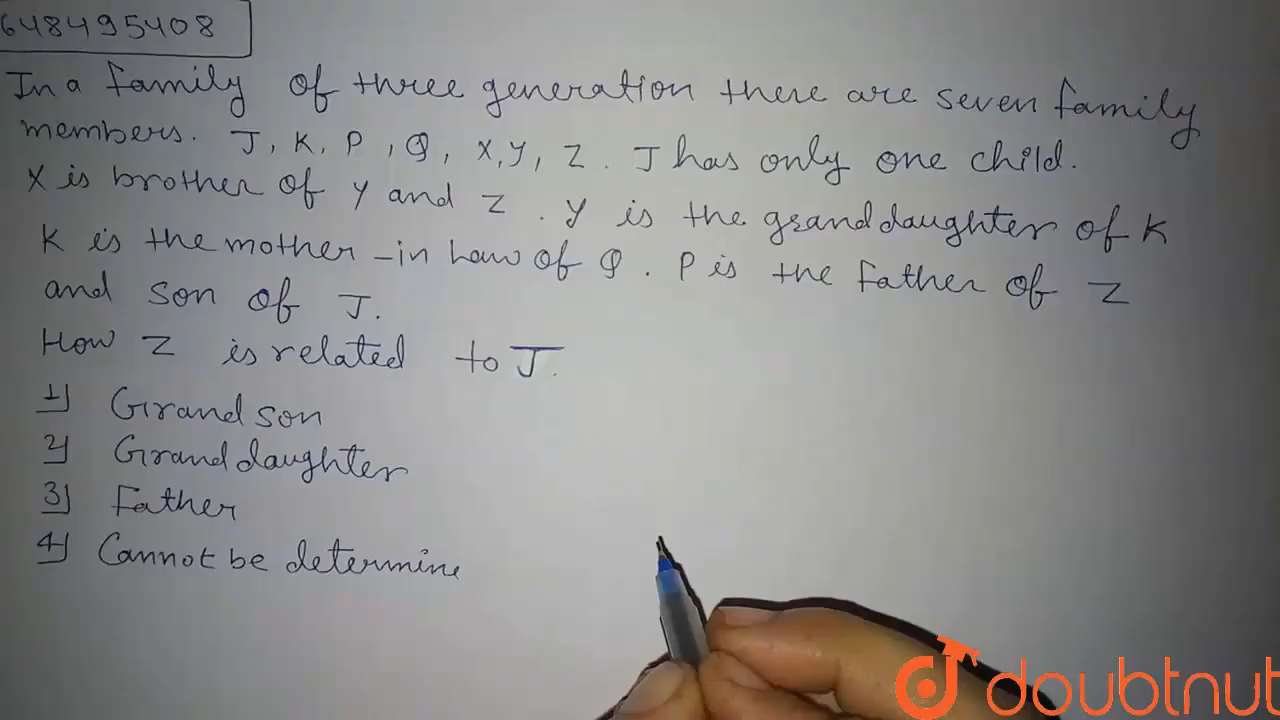 648495408
In a family of three generation there are seven family
members. J, K, P, Q, X, Y, Z. J has only one child.
X is brother of Y and Z. Y is the granddaughter of K
K is the mother-in law of Q. P is the father of Z
and son of J.
How Z is related to J.
1) Grand son
2) Grand daughter
3) Father
4) Cannot be determine
doubtnut